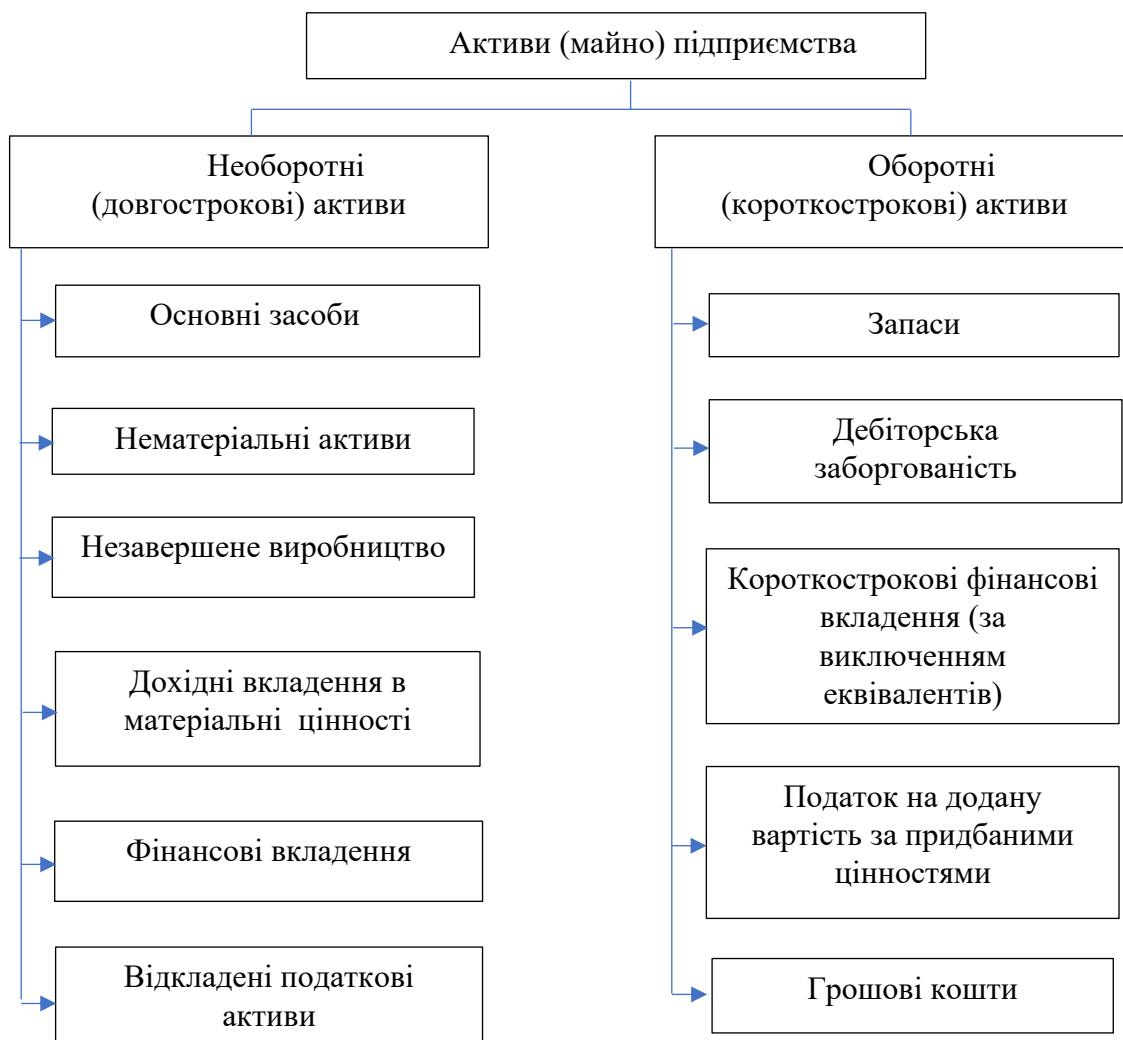 Активи (майно) підприємства
Необоротні
(довгострокові) активи
Основні засоби
Нематеріальні активи
Незавершене виробництво
Дохідні вкладення в
матеріальні цінності
Фінансові вкладення
Відкладені податкові
активи
Оборотні
(короткострокові) активи
Запаси
Дебіторська
заборгованість
Короткострокові фінансові
вкладення (за
виключенням
еквівалентів)
Податок на додану
вартість за придбаними
цінностями
Грошові кошти